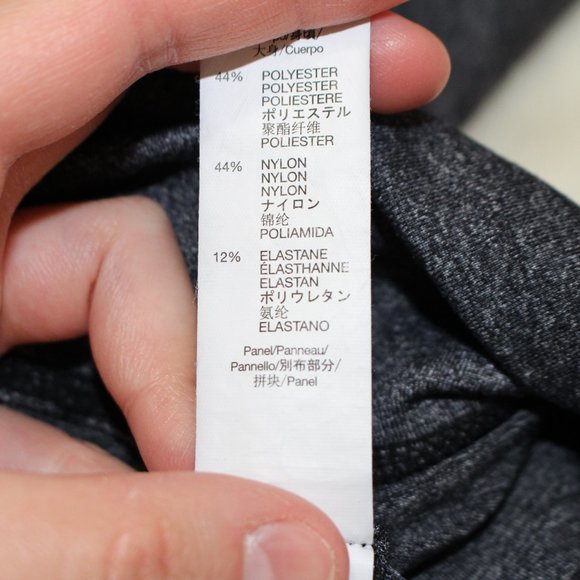 大身/Cuerpo
44% POLYESTER
POLYESTER
POLIESTERE
ポリエステル
聚酯纤维
POLIESTER
44% NYLON
NYLON
NYLON
ナイロン
锦纶
POLIAMIDA
12% ELASTANE
ÉLASTHANNE
ELASTAN
ポリウレタン
氨纶
ELASTANO
Panel/Panneau/
Pannello/別布部分/
拼块/Panel